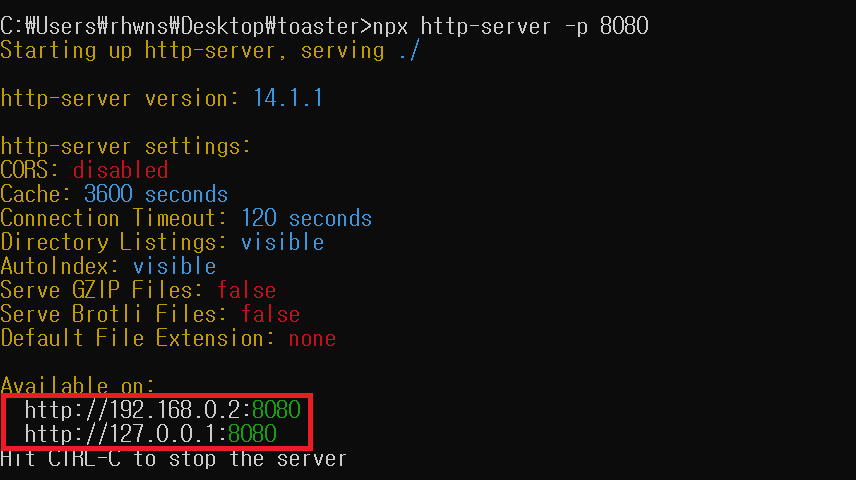 C:₩Users₩rhwns₩Desktop₩toaster>npx http-server -p 8080
Starting up http-server, serving ./
http-server version: 14.1.1
http-server settings:
CORS: disabled
Cache: 3600 seconds
Connection Timeout: 120 seconds
Directory Listings: visible
AutoIndex: visible
Serve GZIP Files: false
Serve Brotli Files: false
Default File Extension: none
Available on:
http://192.168.0.2:8080
http://127.0.0.1:8080
Hit CTRL-C to stop the server